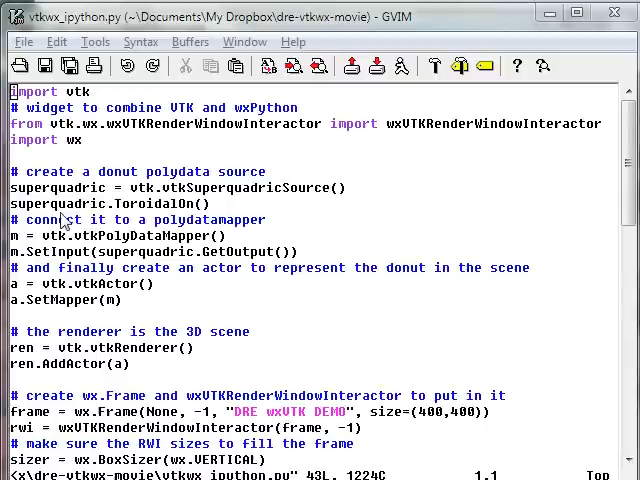 vtkwx_ipython.py (~\Documents\My Dropbox\dre-vtkwx-movie) - GVIM
File Edit Tools Syntax Buffers Window Help
import vtk
# widget to combine VTK and wxPython
from vtk.wx.wxVTKRenderWindowInteractor import wxVTKRenderWindowInteractor
import wx
# create a donut polydata source
superquadric = vtk.vtkSuperquadricSource()
superquadric.ToroidalOn()
# connect it to a polydatamapper
m = vtk.vtkPolyDataMapper()
m.SetInput(superquadric.GetOutput())
# and finally create an actor to represent the donut in the scene
a = vtk.vtkActor()
a.SetMapper(m)
# the renderer is the 3D scene
ren = vtk.vtkRenderer()
ren.AddActor(a)
# create wx.Frame and wxVTKRenderWindowInteractor to put in it
frame = wx.Frame(None, -1, "DRE wxVTK DEMO", size=(400,400))
rwi = wxVTKRenderWindowInteractor(frame, -1)
# make sure the RWI sizes to fill the frame
sizer = wx.BoxSizer(wx.VERTICAL)
<x\dre-vtkwx-movie\vtkwx_ipython.py" 43L, 1224C 1,1 Top